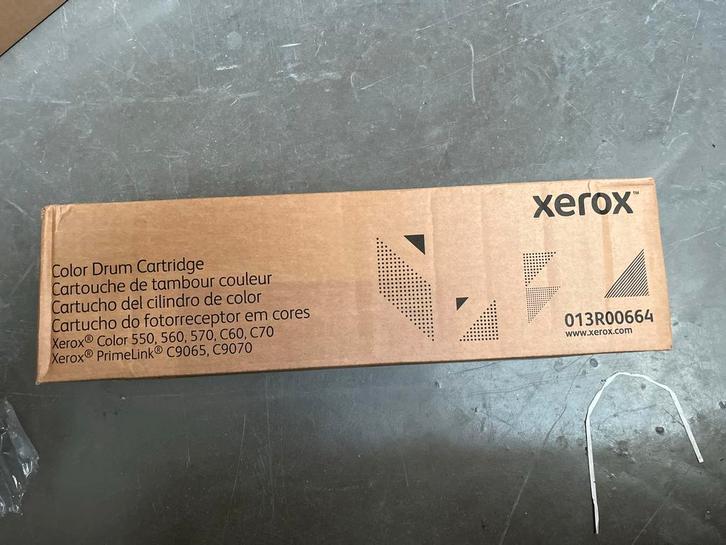 xerox™
Color Drum Cartridge
Cartouche de tambour couleur
Cartucho del cilindro de color
Cartucho do fotorreceptor em cores
Xerox® Color 550, 560, 570, C60, C70
Xerox® PrimeLink® C9065, C9070
013R00664
www.xerox.com